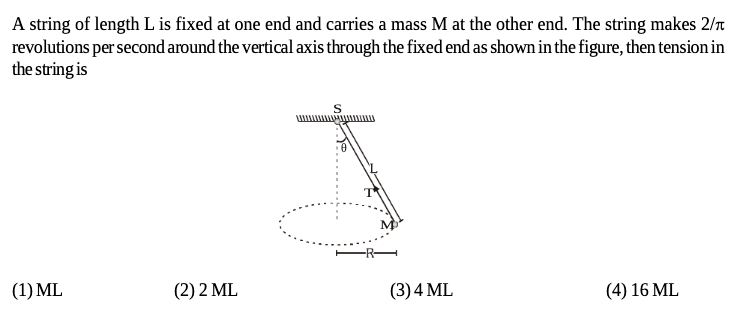 A string of length L is fixed at one end and carries a mass M at the other end. The string makes 2/π
revolutions per second around the vertical axis through the fixed end as shown in the figure, then tension in
the string is
S
θ
L
T
M
R
(1) ML (2) 2 ML (3) 4 ML (4) 16 ML